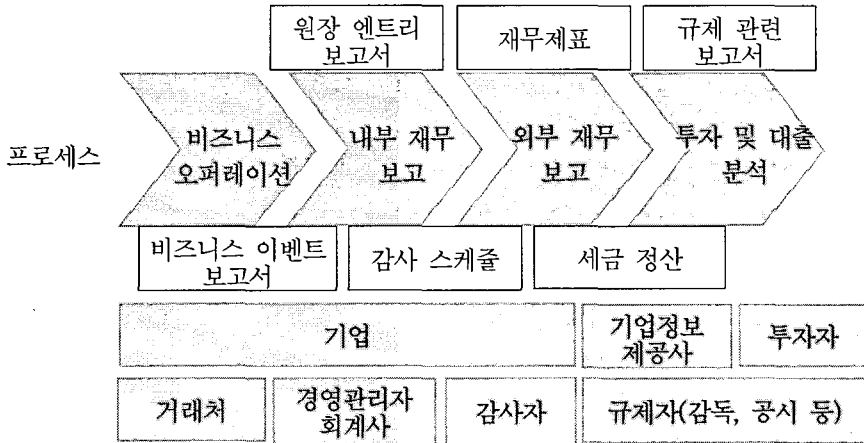 원장 엔트리
보고서
재무제표
규제 관련
보고서
프로세스
비즈니스
오퍼레이션
내부 재무
보고
외부 재무
보고
투자 및 대출
분석
비즈니스 이벤트
보고서
감사 스케쥴
세금 정산
기업
기업정보
제공사
투자자
거래처
경영관리자
회계사
감사자
규제자(감독, 공시 등)